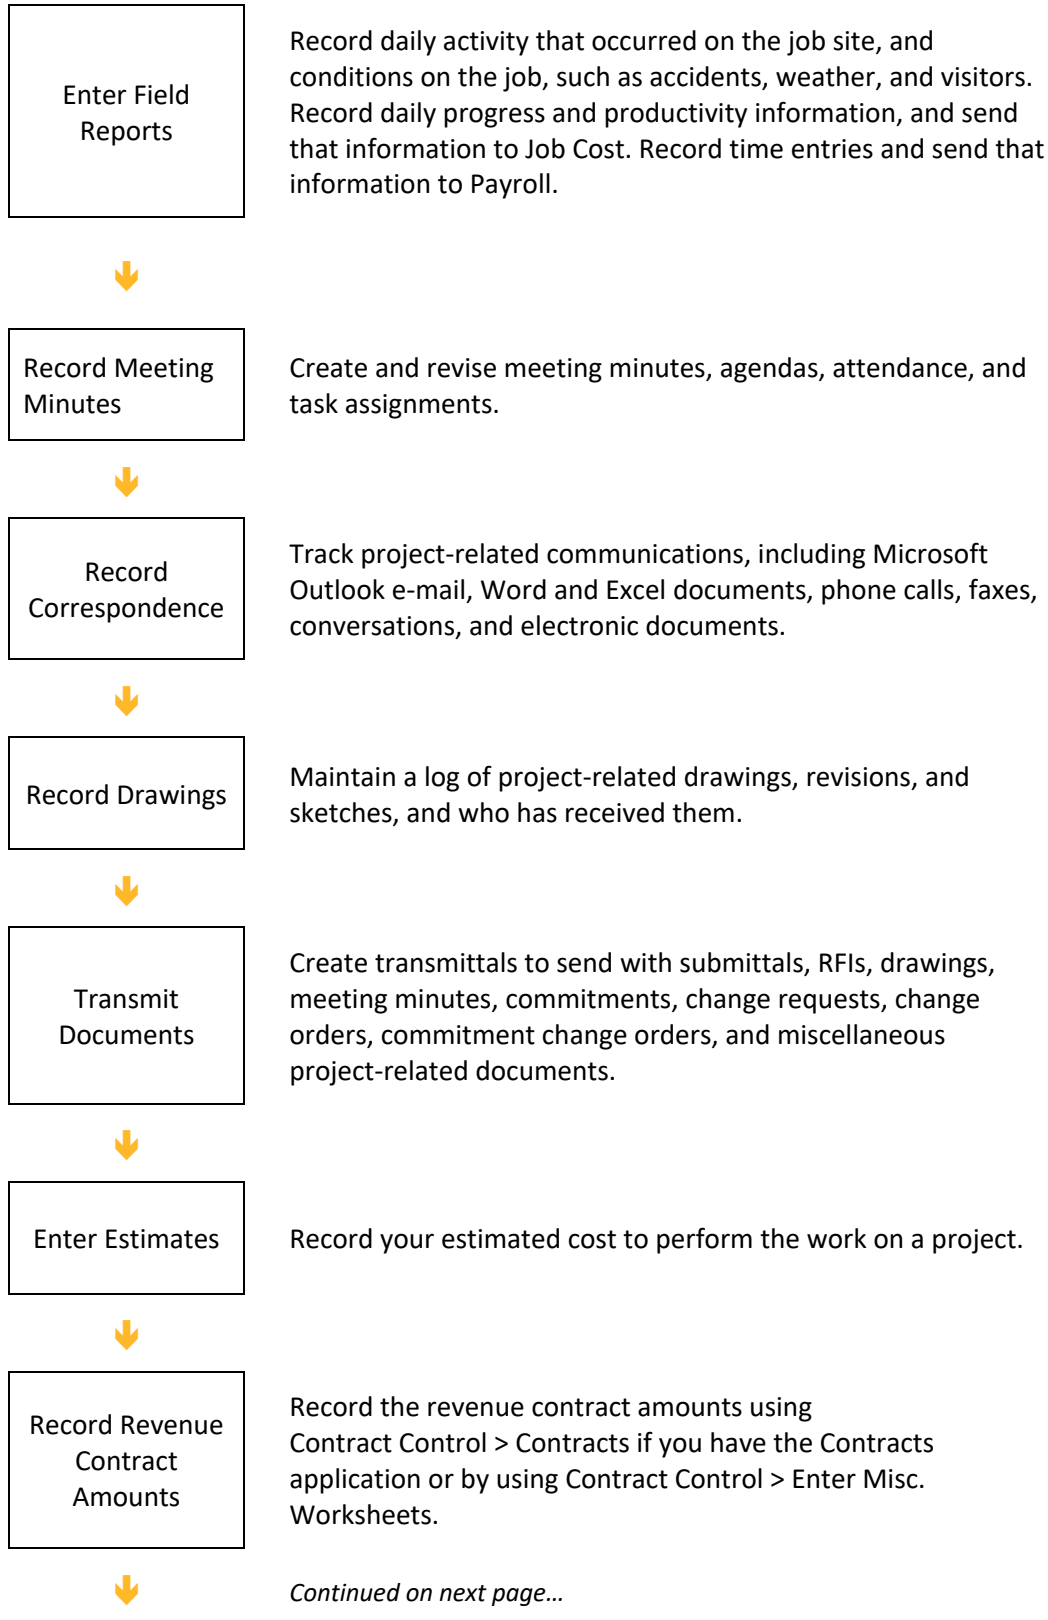 Enter Field
Reports
Record daily activity that occurred on the job site, and
conditions on the job, such as accidents, weather, and visitors.
Record daily progress and productivity information, and send
that information to Job Cost. Record time entries and send that
information to Payroll.
Record Meeting
Minutes
Create and revise meeting minutes, agendas, attendance, and
task assignments.
Record
Correspondence
Track project-related communications, including Microsoft
Outlook e-mail, Word and Excel documents, phone calls, faxes,
conversations, and electronic documents.
Record Drawings
Maintain a log of project-related drawings, revisions, and
sketches, and who has received them.
Transmit
Documents
Create transmittals to send with submittals, RFIs, drawings,
meeting minutes, commitments, change requests, change
orders, commitment change orders, and miscellaneous
project-related documents.
Enter Estimates
Record your estimated cost to perform the work on a project.
Record Revenue
Contract
Amounts
Record the revenue contract amounts using
Contract Control > Contracts if you have the Contracts
application or by using Contract Control > Enter Misc.
Worksheets.
Continued on next page…